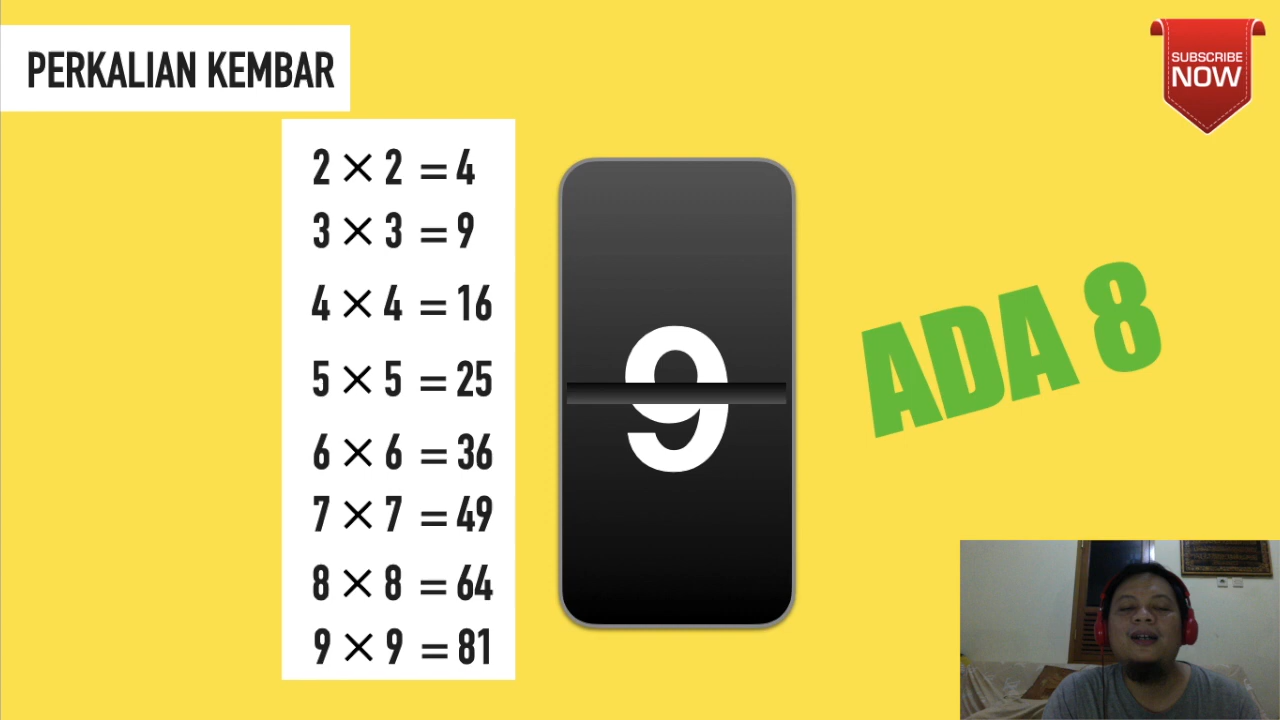 PERKALIAN KEMBAR
SUBSCRIBE
NOW
2 × 2 = 4
3 × 3 = 9
4 × 4 = 16
5 × 5 = 25
6 × 6 = 36
7 × 7 = 49
8 × 8 = 64
9 × 9 = 81
9
ADA 8